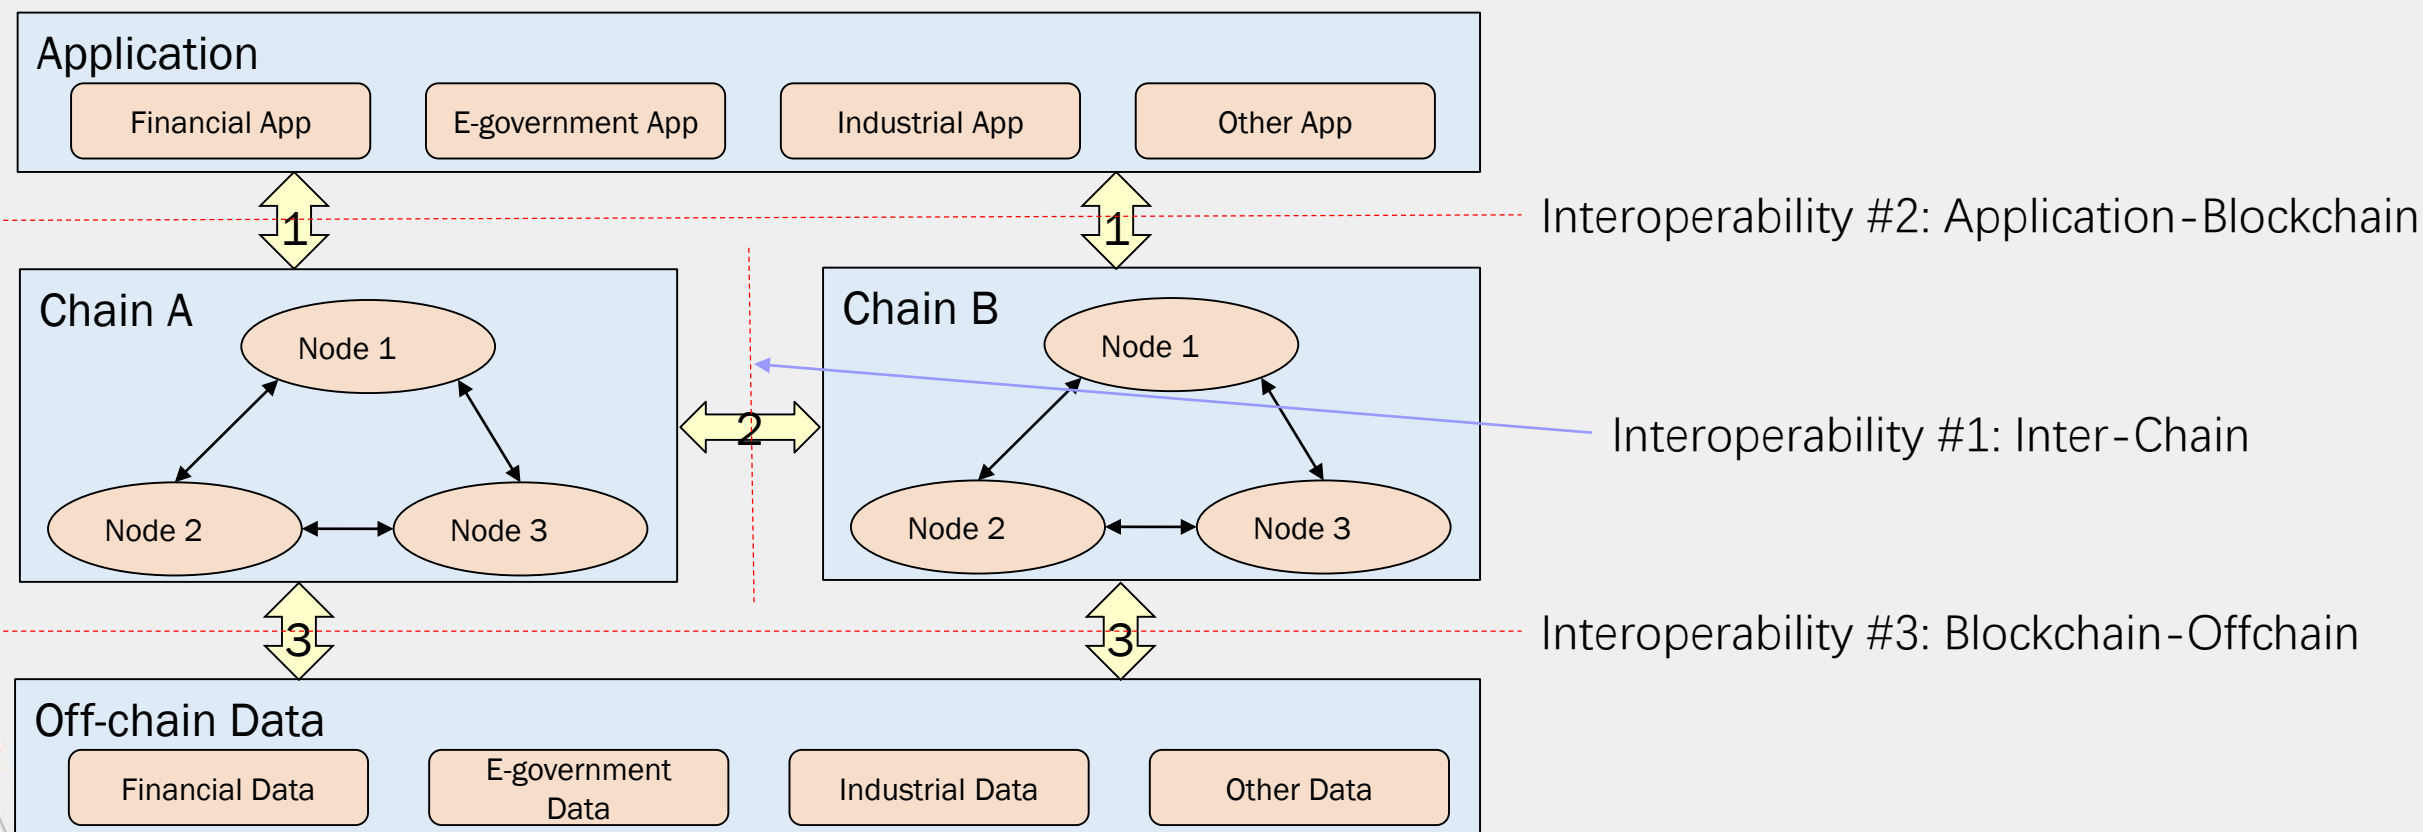 Application
Financial App
E-government App
Industrial App
Other App
1
1
Interoperability #2: Application-Blockchain
Chain A
Node 1
Node 2
Node 3
2
Chain B
Node 1
Node 2
Node 3
Interoperability #1: Inter-Chain
3
3
Interoperability #3: Blockchain-Offchain
Off-chain Data
Financial Data
E-government
Data
Industrial Data
Other Data